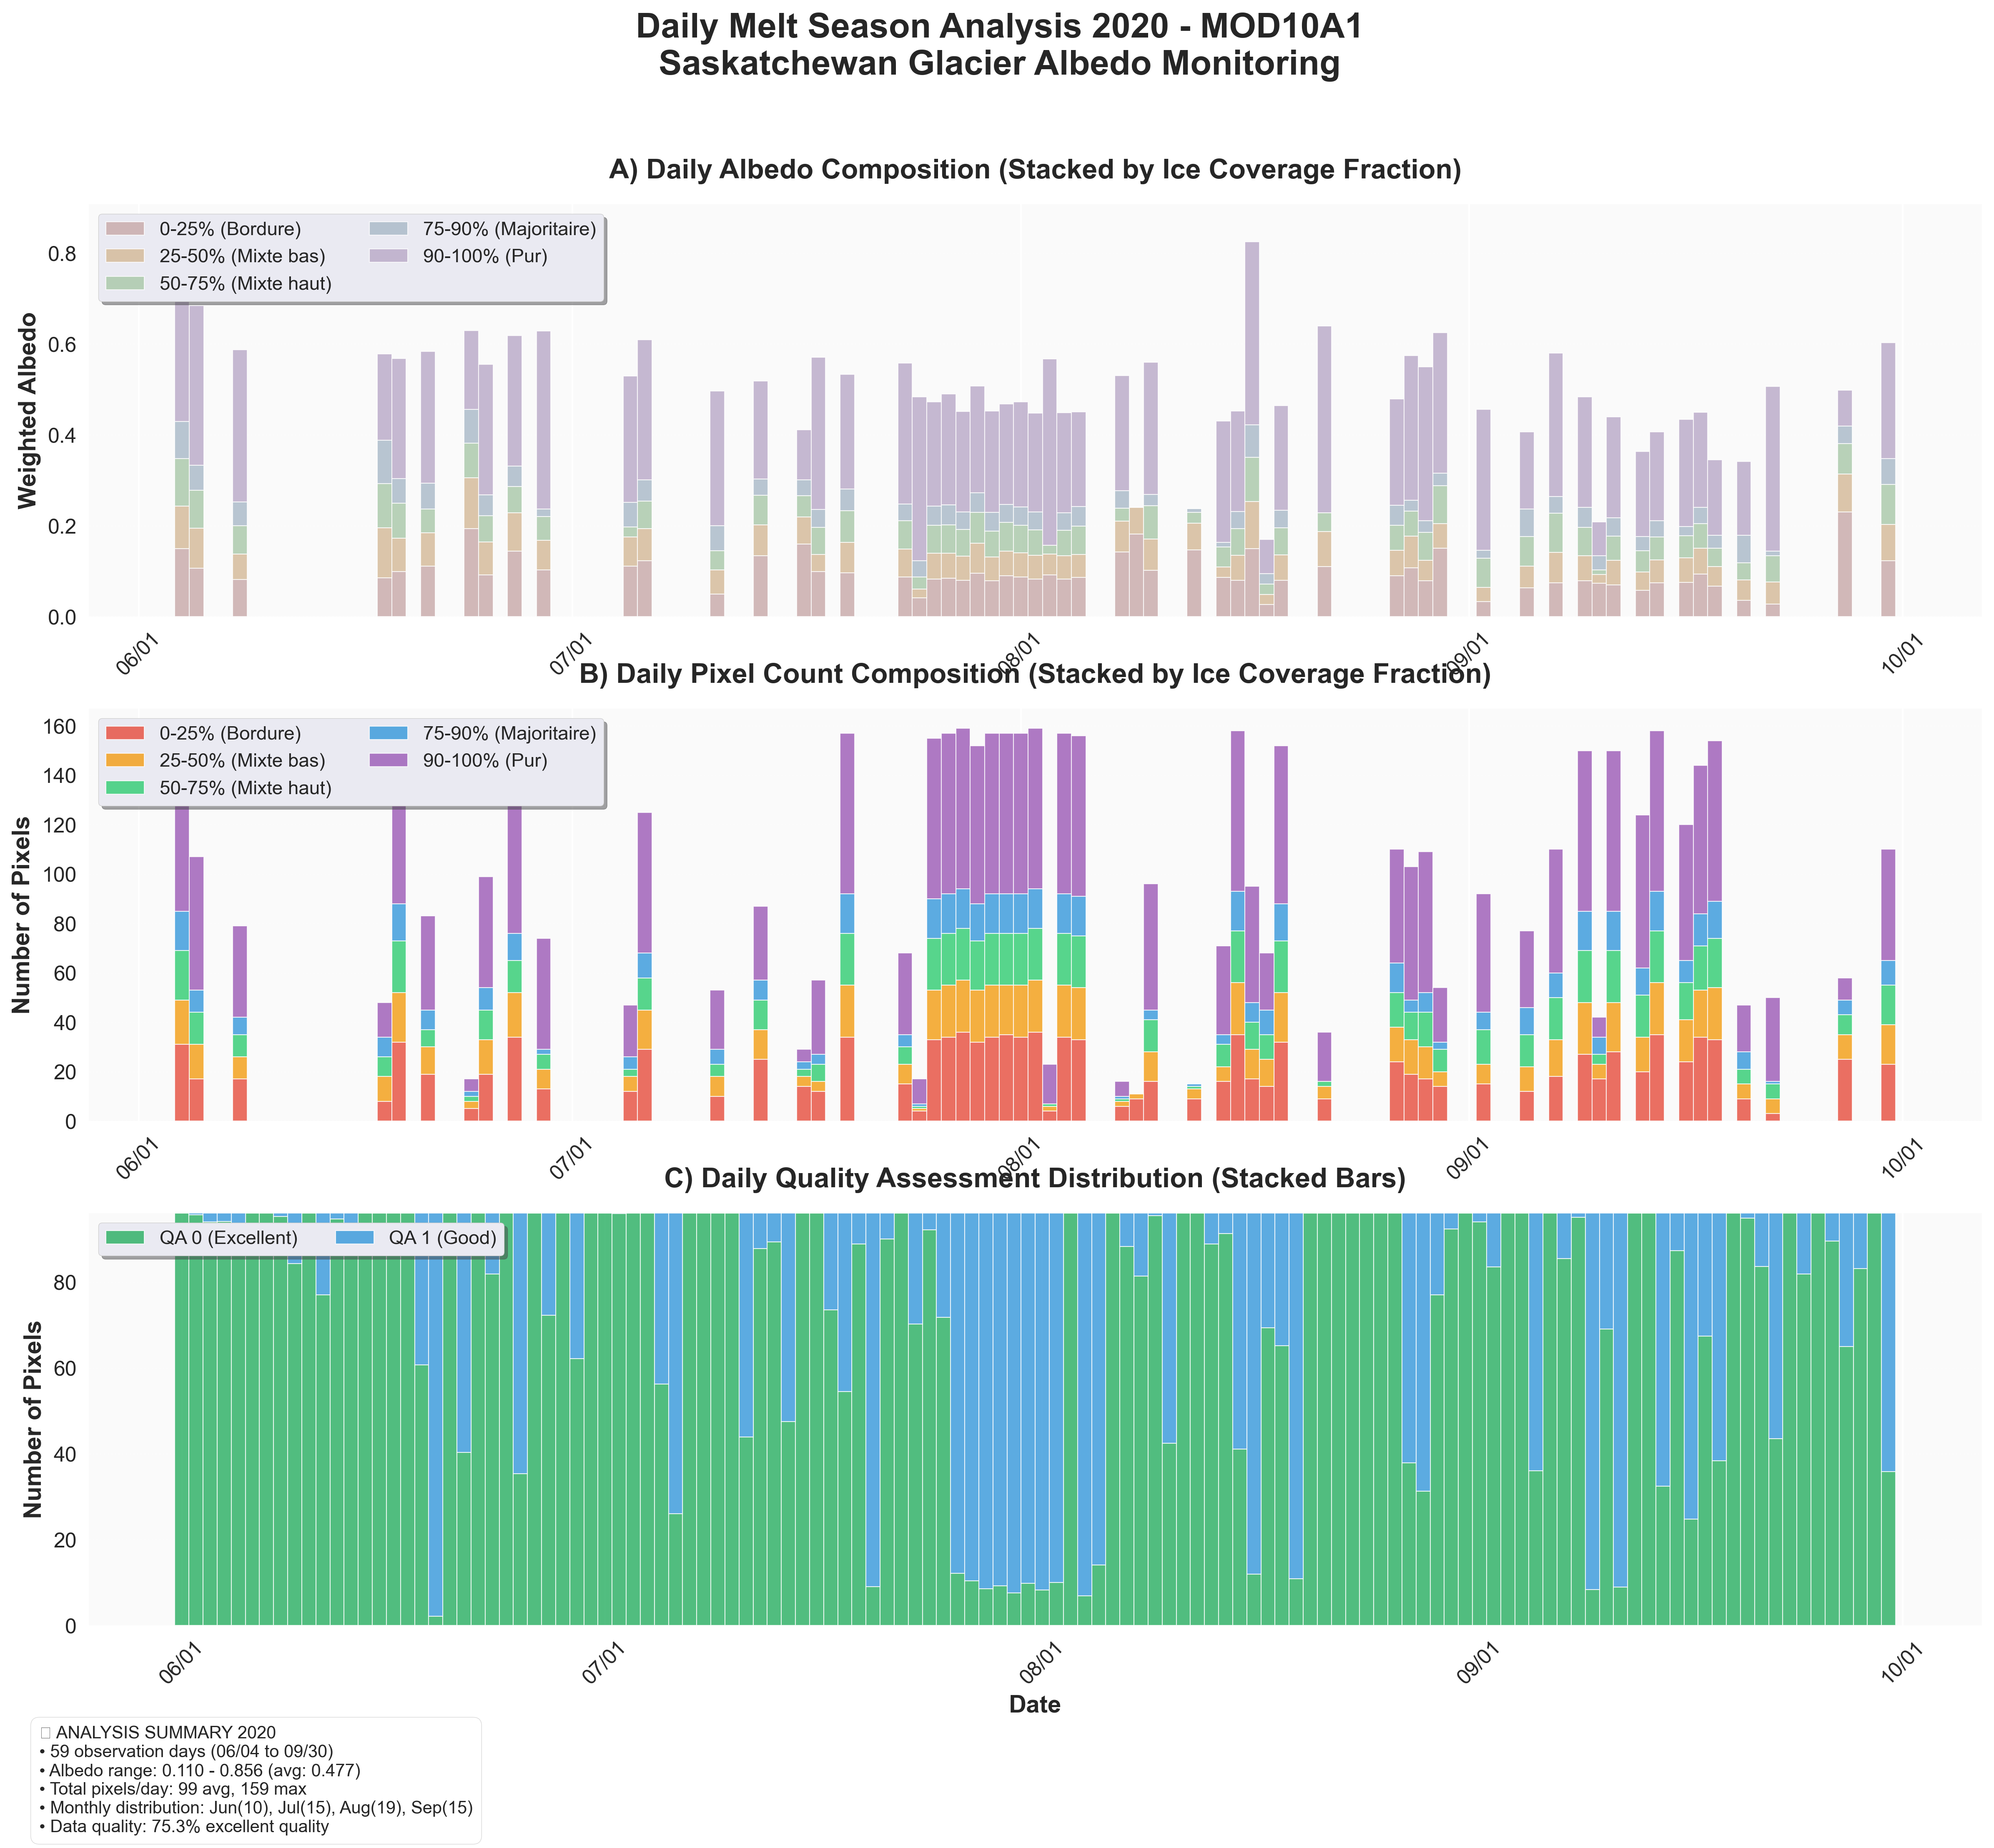 Daily Melt Season Analysis 2020 - MOD10A1
Saskatchewan Glacier Albedo Monitoring
A) Daily Albedo Composition (Stacked by Ice Coverage Fraction)
0-25% (Bordure)
25-50% (Mixte bas)
50-75% (Mixte haut)
75-90% (Majoritaire)
90-100% (Pur)
Weighted Albedo
0.8
0.6
0.4
0.2
0.0
06/01
07/01
08/01
09/01
10/01
B) Daily Pixel Count Composition (Stacked by Ice Coverage Fraction)
0-25% (Bordure)
25-50% (Mixte bas)
50-75% (Mixte haut)
75-90% (Majoritaire)
90-100% (Pur)
Number of Pixels
160
140
120
100
80
60
40
20
0
06/01
07/01
08/01
09/01
10/01
C) Daily Quality Assessment Distribution (Stacked Bars)
QA 0 (Excellent)
QA 1 (Good)
Number of Pixels
80
60
40
20
0
06/01
07/01
08/01
09/01
10/01
Date
ANALYSIS SUMMARY 2020
• 59 observation days (06/04 to 09/30)
• Albedo range: 0.110 - 0.856 (avg: 0.477)
• Total pixels/day: 99 avg, 159 max
• Monthly distribution: Jun(10), Jul(15), Aug(19), Sep(15)
• Data quality: 75.3% excellent quality